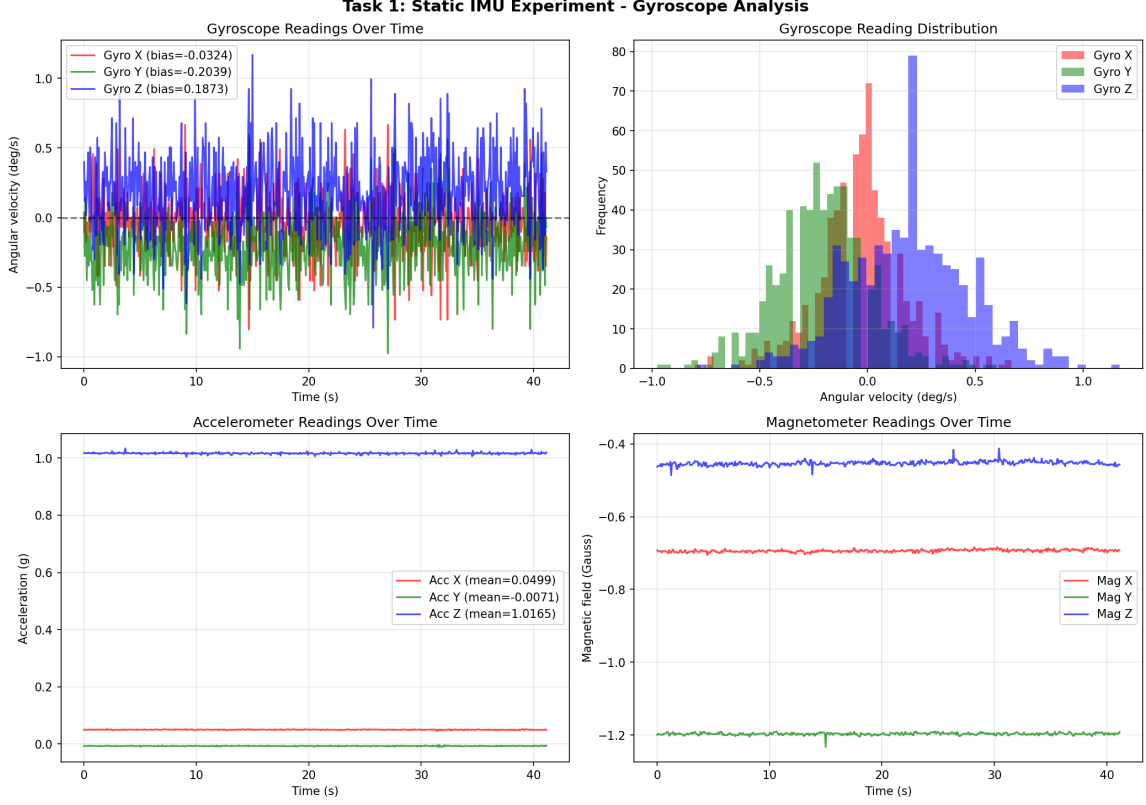 Task 1: Static IMU Experiment - Gyroscope Analysis
Gyroscope Readings Over Time
Gyro X (bias=-0.0324)
Gyro Y (bias=-0.2039)
Gyro Z (bias=0.1873)
Angular velocity (deg/s)
1.0
0.5
0.0
−0.5
−1.0
0 10 20 30 40
Time (s)
Gyroscope Reading Distribution
Gyro X
Gyro Y
Gyro Z
Frequency
80
70
60
50
40
30
20
10
0
−1.0 −0.5 0.0 0.5 1.0
Angular velocity (deg/s)
Accelerometer Readings Over Time
Acc X (mean=0.0499)
Acc Y (mean=-0.0071)
Acc Z (mean=1.0165)
Acceleration (g)
1.0
0.8
0.6
0.4
0.2
0.0
0 10 20 30 40
Time (s)
Magnetometer Readings Over Time
Mag X
Mag Y
Mag Z
Magnetic field (Gauss)
−0.4
−0.6
−0.8
−1.0
−1.2
0 10 20 30 40
Time (s)